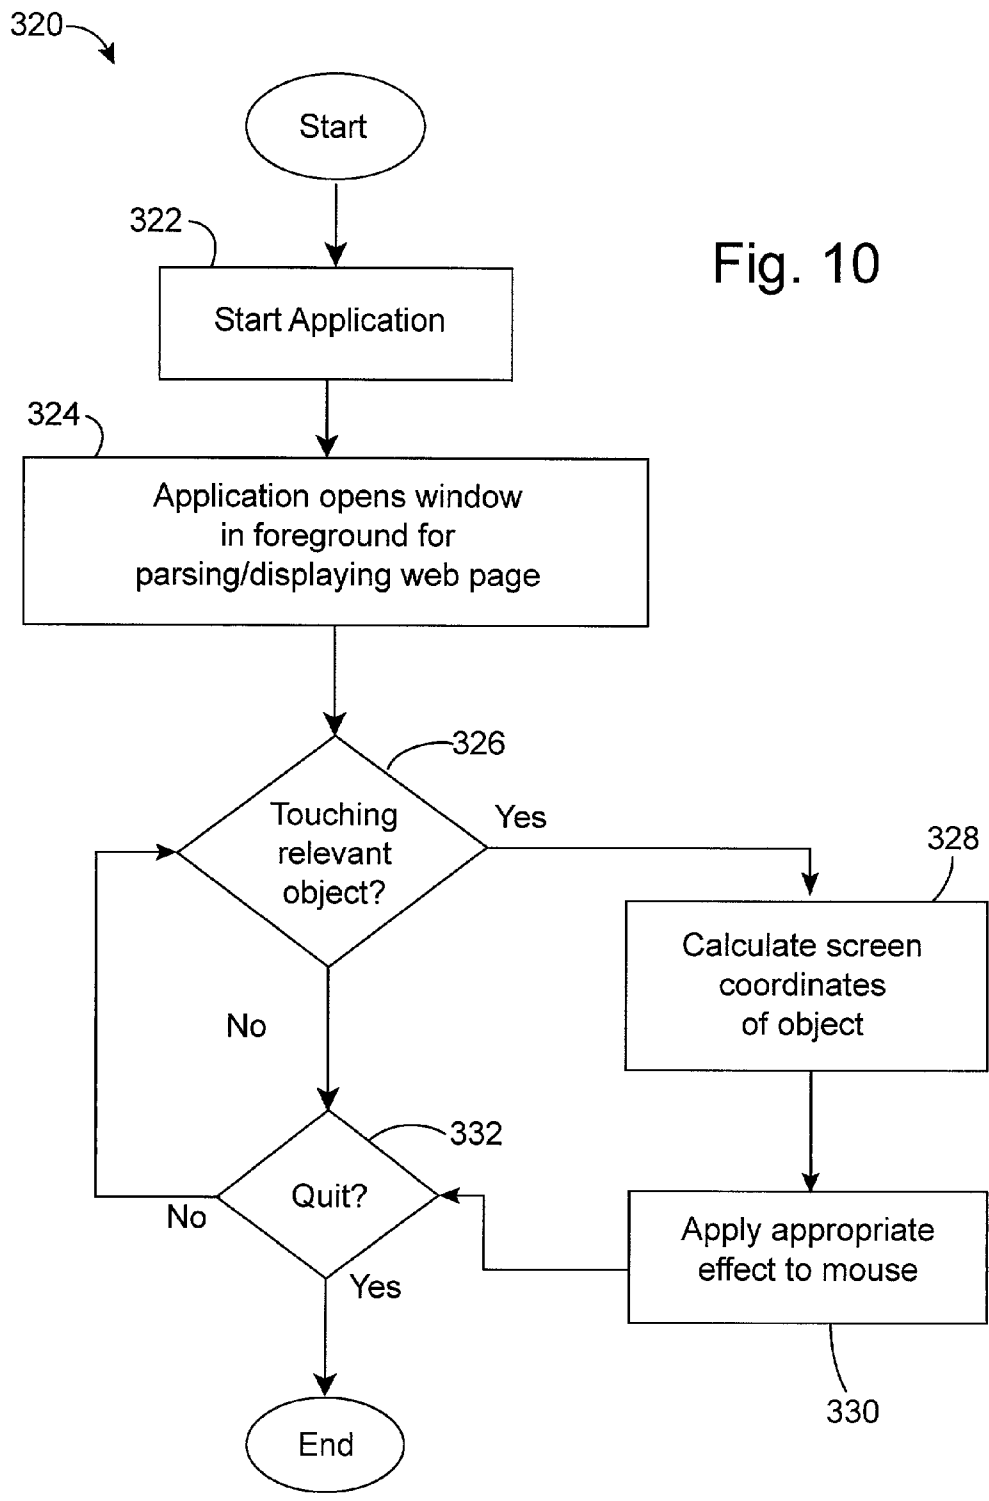 320
Start
322
Fig. 10
Start Application
324
Application opens window
in foreground for
parsing/displaying web page
326
Touching
relevant
object?
Yes
328
Calculate screen
coordinates
of object
No
332
Quit?
No
Apply appropriate
effect to mouse
Yes
330
End